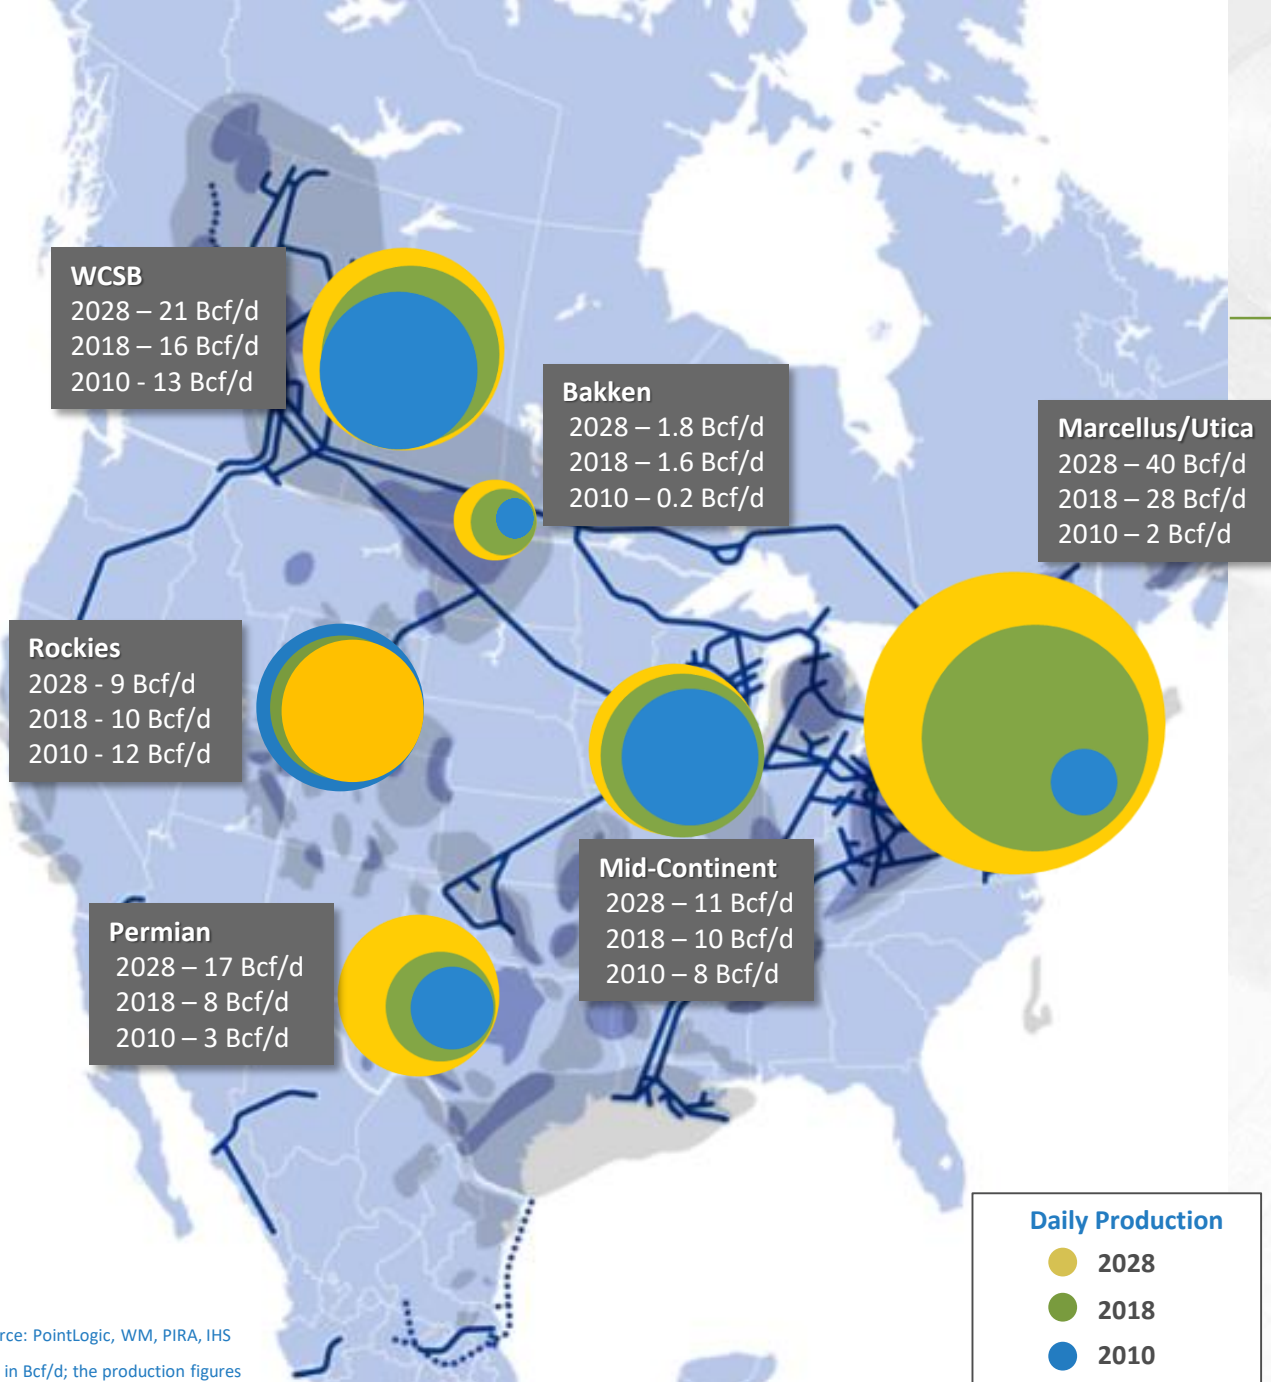 WCSB
2028 – 21 Bcf/d
2018 – 16 Bcf/d
2010 - 13 Bcf/d
Bakken
2028 – 1.8 Bcf/d
2018 – 1.6 Bcf/d
2010 – 0.2 Bcf/d
Marcellus/Utica
2028 – 40 Bcf/d
2018 – 28 Bcf/d
2010 – 2 Bcf/d
Rockies
2028 - 9 Bcf/d
2018 - 10 Bcf/d
2010 - 12 Bcf/d
Mid-Continent
2028 – 11 Bcf/d
2018 – 10 Bcf/d
2010 – 8 Bcf/d
Permian
2028 – 17 Bcf/d
2018 – 8 Bcf/d
2010 – 3 Bcf/d
Daily Production
2028
2018
2010
rce: PointLogic, WM, PIRA, IHS
in Bcf/d; the production figures